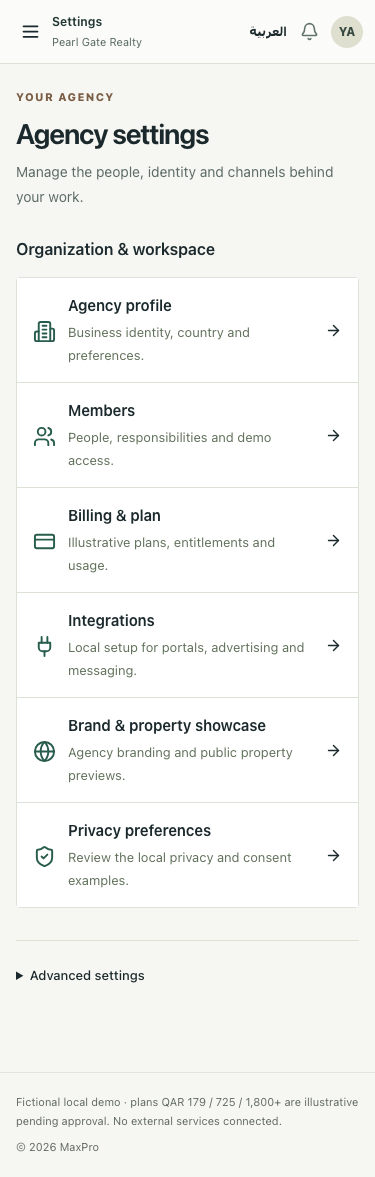 Settings
Pearl Gate Realty
العربية
YA
YOUR AGENCY
Agency settings
Manage the people, identity and channels behind
your work.
Organization & workspace
Agency profile
Business identity, country and
preferences.
Members
People, responsibilities and demo
access.
Billing & plan
Illustrative plans, entitlements and
usage.
Integrations
Local setup for portals, advertising and
messaging.
Brand & property showcase
Agency branding and public property
previews.
Privacy preferences
Review the local privacy and consent
examples.
Advanced settings
Fictional local demo · plans QAR 179 / 725 / 1,800+ are illustrative
pending approval. No external services connected.
© 2026 MaxPro